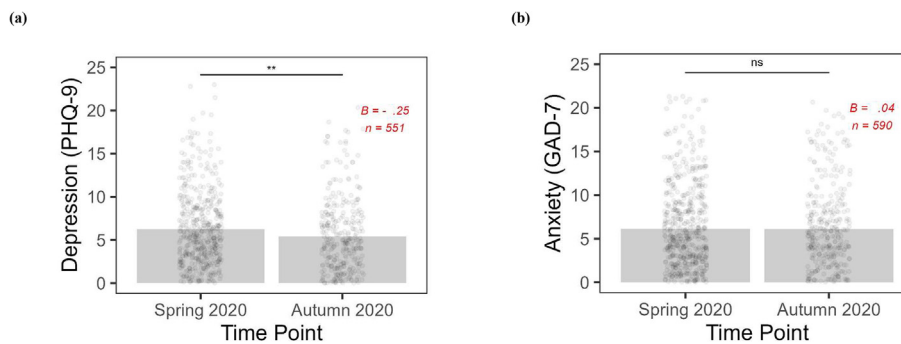 (a)
(b)
**
25
20
15
10
5
0
Depression (PHQ-9)
B = - .25
n = 551
Spring 2020
Autumn 2020
Time Point
ns
25
20
15
10
5
0
Anxiety (GAD-7)
B = .04
n = 590
Spring 2020
Autumn 2020
Time Point